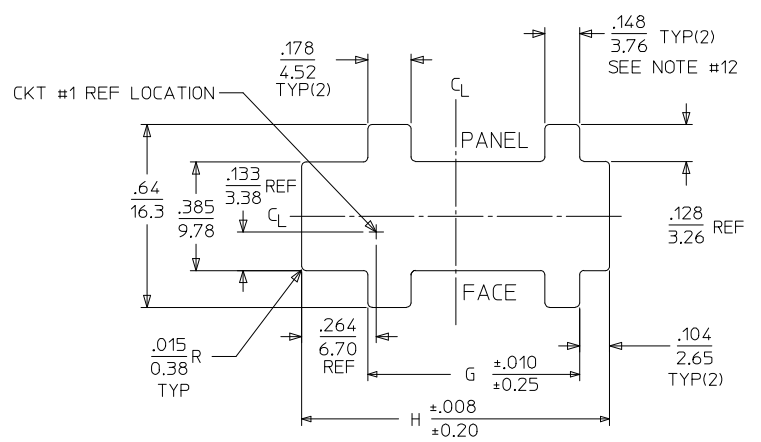 .148
3.76 TYP(2)
SEE NOTE #12
.178
4.52
TYP(2)
CL
CKT #1 REF LOCATION
PANEL
.64
16.3
.385
9.78
.133
3.38 REF
CL
.128
3.26 REF
FACE
.015
0.38 R
TYP
.264
6.70
REF
.104
2.65
TYP(2)
G ±.010
±0.25
H ±.008
±0.20